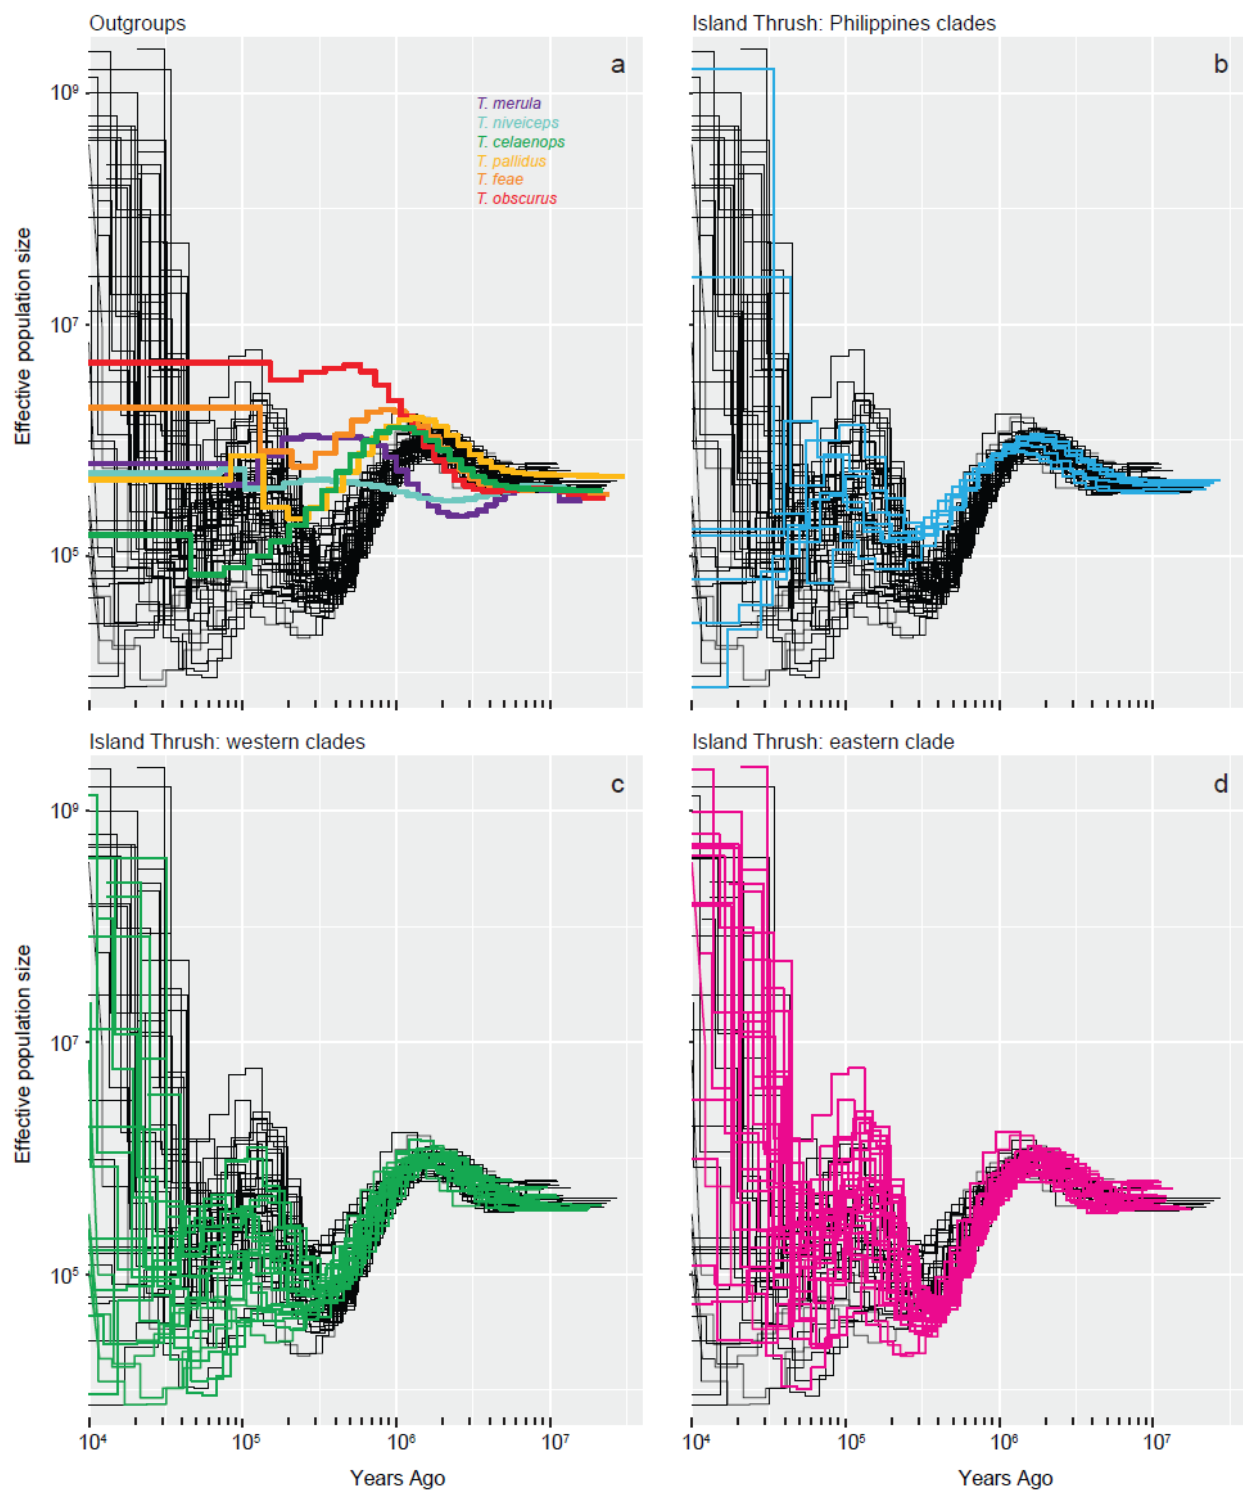 Outgroups
a
T. merula
T. niveiceps
T. celaenops
T. pallidus
T. feae
T. obscurus
10⁹
10⁷
10⁵
Effective population size
Island Thrush: Philippines clades
b
Island Thrush: western clades
c
10⁹
10⁷
10⁵
Effective population size
10⁴ 10⁵ 10⁶ 10⁷
Years Ago
Island Thrush: eastern clade
d
10⁴ 10⁵ 10⁶ 10⁷
Years Ago